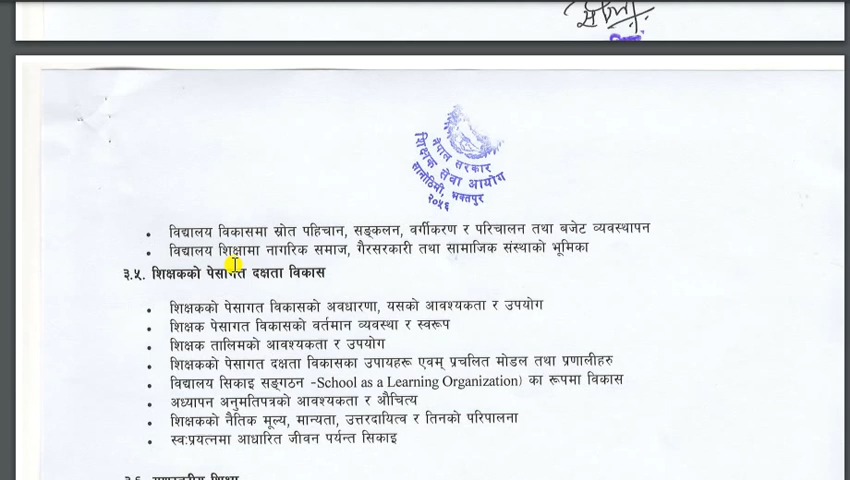 नेपाल सरकार
शिक्षक सेवा आयोग
सानोठिमी, भक्तपुर
२०५६
• विद्यालय विकासमा स्रोत पहिचान, सङ्कलन, वर्गीकरण र परिचालन तथा बजेट व्यवस्थापन
• विद्यालय शिक्षामा नागरिक समाज, गैरसरकारी तथा सामाजिक संस्थाको भूमिका
३.५. शिक्षकको पेसागत दक्षता विकास
• शिक्षकको पेसागत विकासको अवधारणा, यसको आवश्यकता र उपयोग
• शिक्षक पेसागत विकासको वर्तमान व्यवस्था र स्वरूप
• शिक्षक तालिमको आवश्यकता र उपयोग
• शिक्षकको पेसागत दक्षता विकासका उपायहरू एवम् प्रचलित मोडल तथा प्रणालीहरु
• विद्यालय सिकाइ सङ्गठन -School as a Learning Organization) का रूपमा विकास
• अध्यापन अनुमतिपत्रको आवश्यकता र औचित्य
• शिक्षकको नैतिक मूल्य, मान्यता, उत्तरदायित्व र तिनको परिपालना
• स्व:प्रयत्नमा आधारित जीवन पर्यन्त सिकाइ